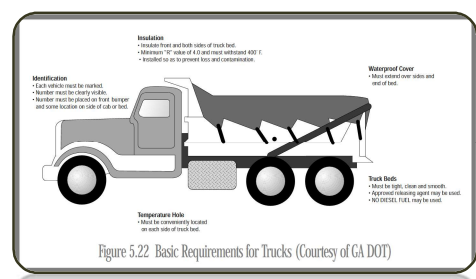 Insulation
• Insulate front and both sides of truck bed.
• Minimum "R" value of 4.0 and must withstand 400° F.
• Installed so as to prevent loss and contamination.
Identification
• Each vehicle must be marked.
• Number must be clearly visible.
• Number must be placed on front bumper
and some location on side of cab or bed.
Waterproof Cover
• Must extend over sides and
end of bed.
Truck Beds
• Must be tight, clean and smooth.
• Approved releasing agent may be used.
• NO DIESEL FUEL may be used.
Temperature Hole
• Must be conveniently located
on each side of truck bed.
Figure 5.22 Basic Requirements for Trucks (Courtesy of GA DOT)